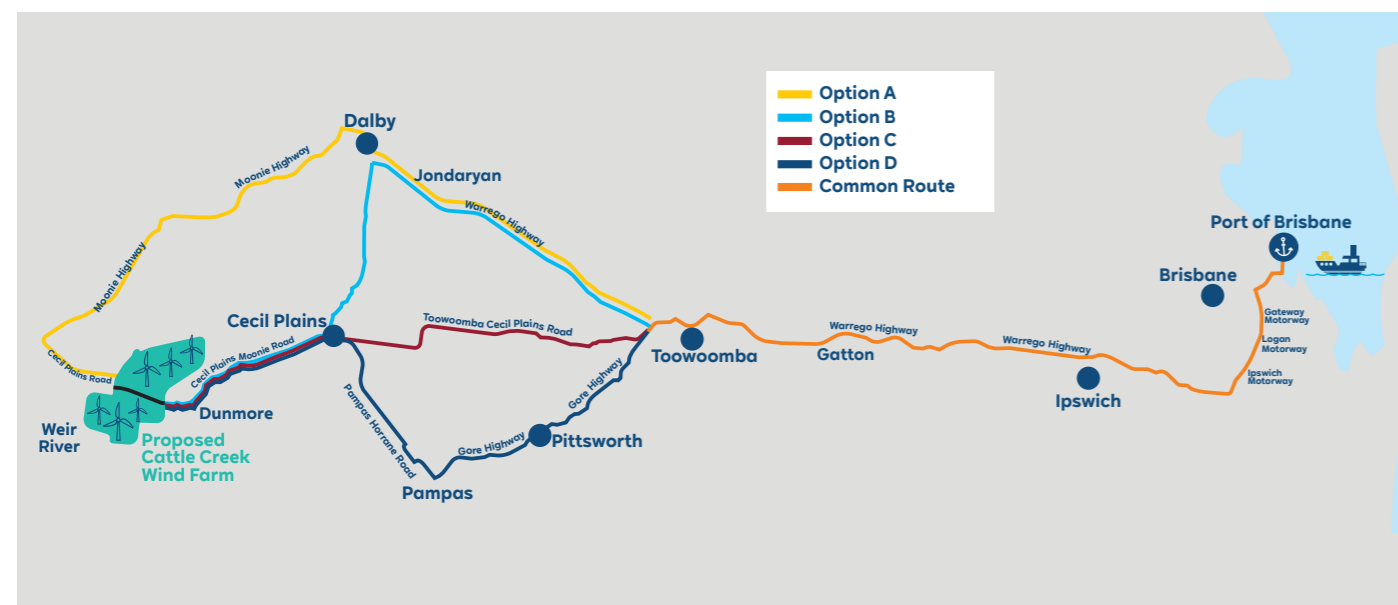 Option A
Option B
Option C
Option D
Common Route
Dalby
Moonie Highway
Jondaryan
Warrego Highway
Moonie Highway
Port of Brisbane
Brisbane
Cecil Plains
Toowoomba Cecil Plains Road
Gateway
Motorway
Logan
Motorway
Ipswich
Motorway
Warrego Highway
Warrego Highway
Toowoomba
Gatton
Ipswich
Cecil Plains Road
Cecil Plains Moonie Road
Dunmore
Weir
River
Proposed
Cattle Creek
Wind Farm
Pampas Horrane Road
Gore Highway
Gore Highway
Pittsworth
Pampas